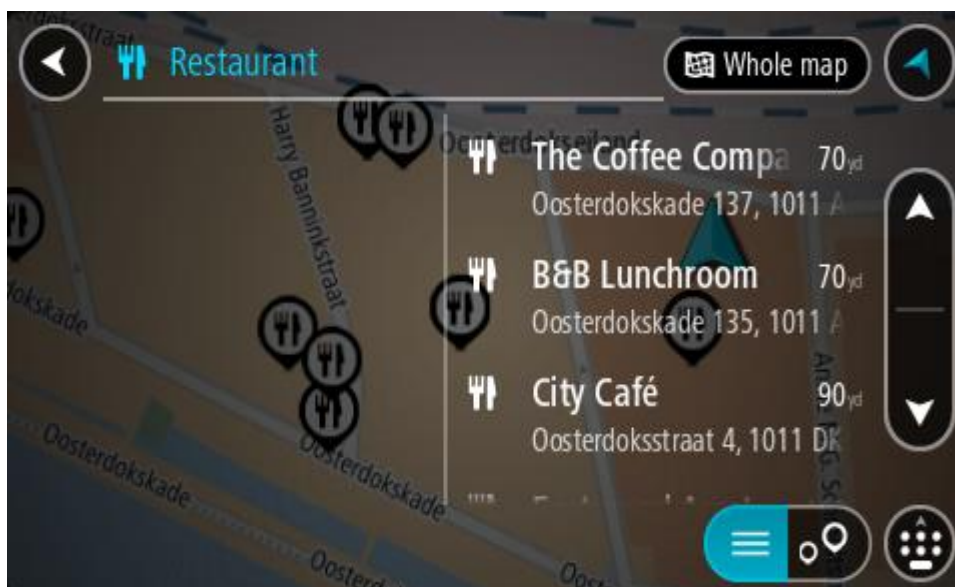 Restaurant
Whole map
Oosterdokseiland
Harry Banninkstraat
The Coffee Compa
70yd
Oosterdokskade 137, 1011 A
B&B Lunchroom
70yd
Oosterdokskade 135, 1011 A
City Café
90yd
Oosterdoksstraat 4, 1011 DK
dokskade
Oosterdokskade
Oosterdokskade